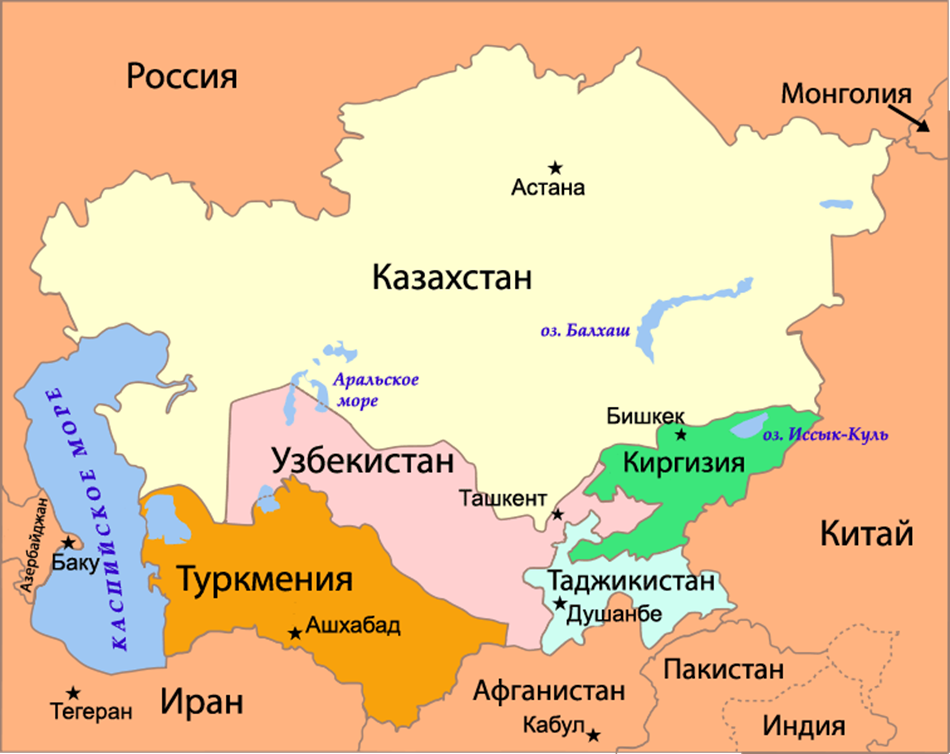 Россия
Монголия
Астана
Казахстан
оз. Балхаш
Аральское
море
КАСПИЙСКОЕ МОРЕ
Бишкек
оз. Иссык-Куль
Узбекистан
Киргизия
Ташкент
Азербайджан
Баку
Китай
Туркмения
Таджикистан
Душанбе
Ашхабад
Пакистан
Афганистан
Иран
Тегеран
Кабул
Индия